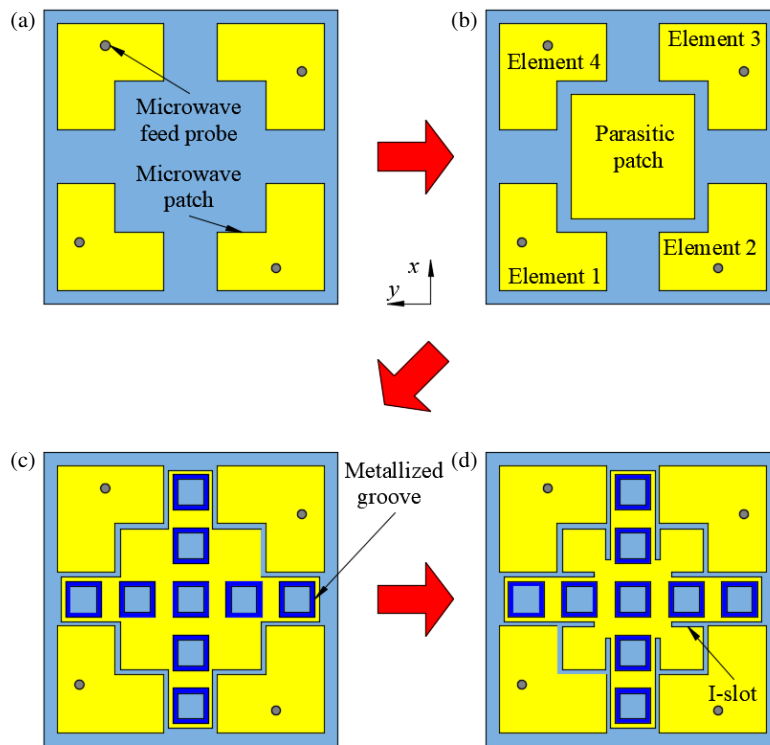 (a)
Microwave
feed probe
Microwave
patch
(b)
Element 3
Element 4
Parasitic
patch
Element 2
Element 1
x
y
(c)
Metallized
groove
(d)
I-slot